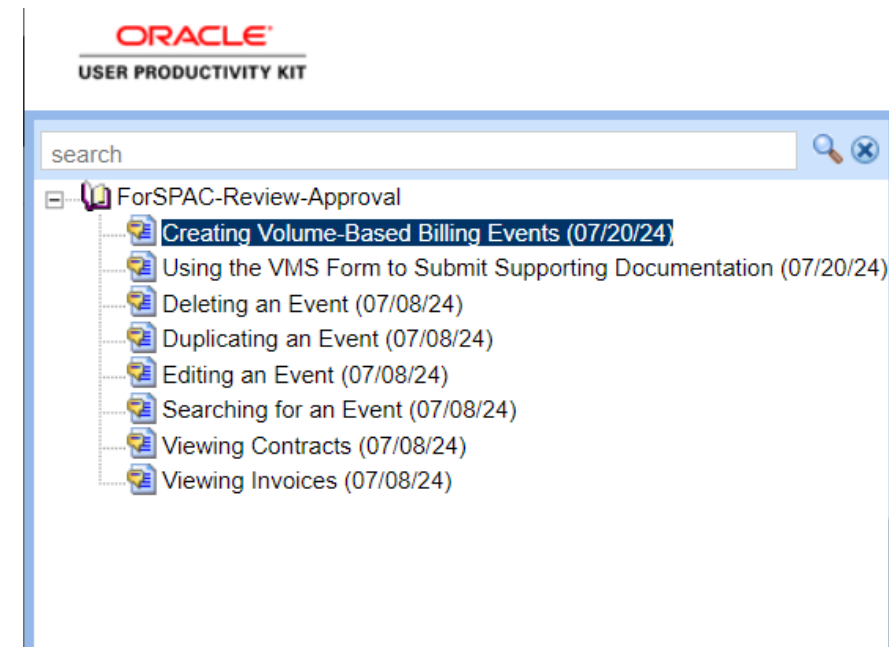 ORACLE
USER PRODUCTIVITY KIT
search
ForSPAC-Review-Approval
Creating Volume-Based Billing Events (07/20/24)
Using the VMS Form to Submit Supporting Documentation (07/20/24)
Deleting an Event (07/08/24)
Duplicating an Event (07/08/24)
Editing an Event (07/08/24)
Searching for an Event (07/08/24)
Viewing Contracts (07/08/24)
Viewing Invoices (07/08/24)